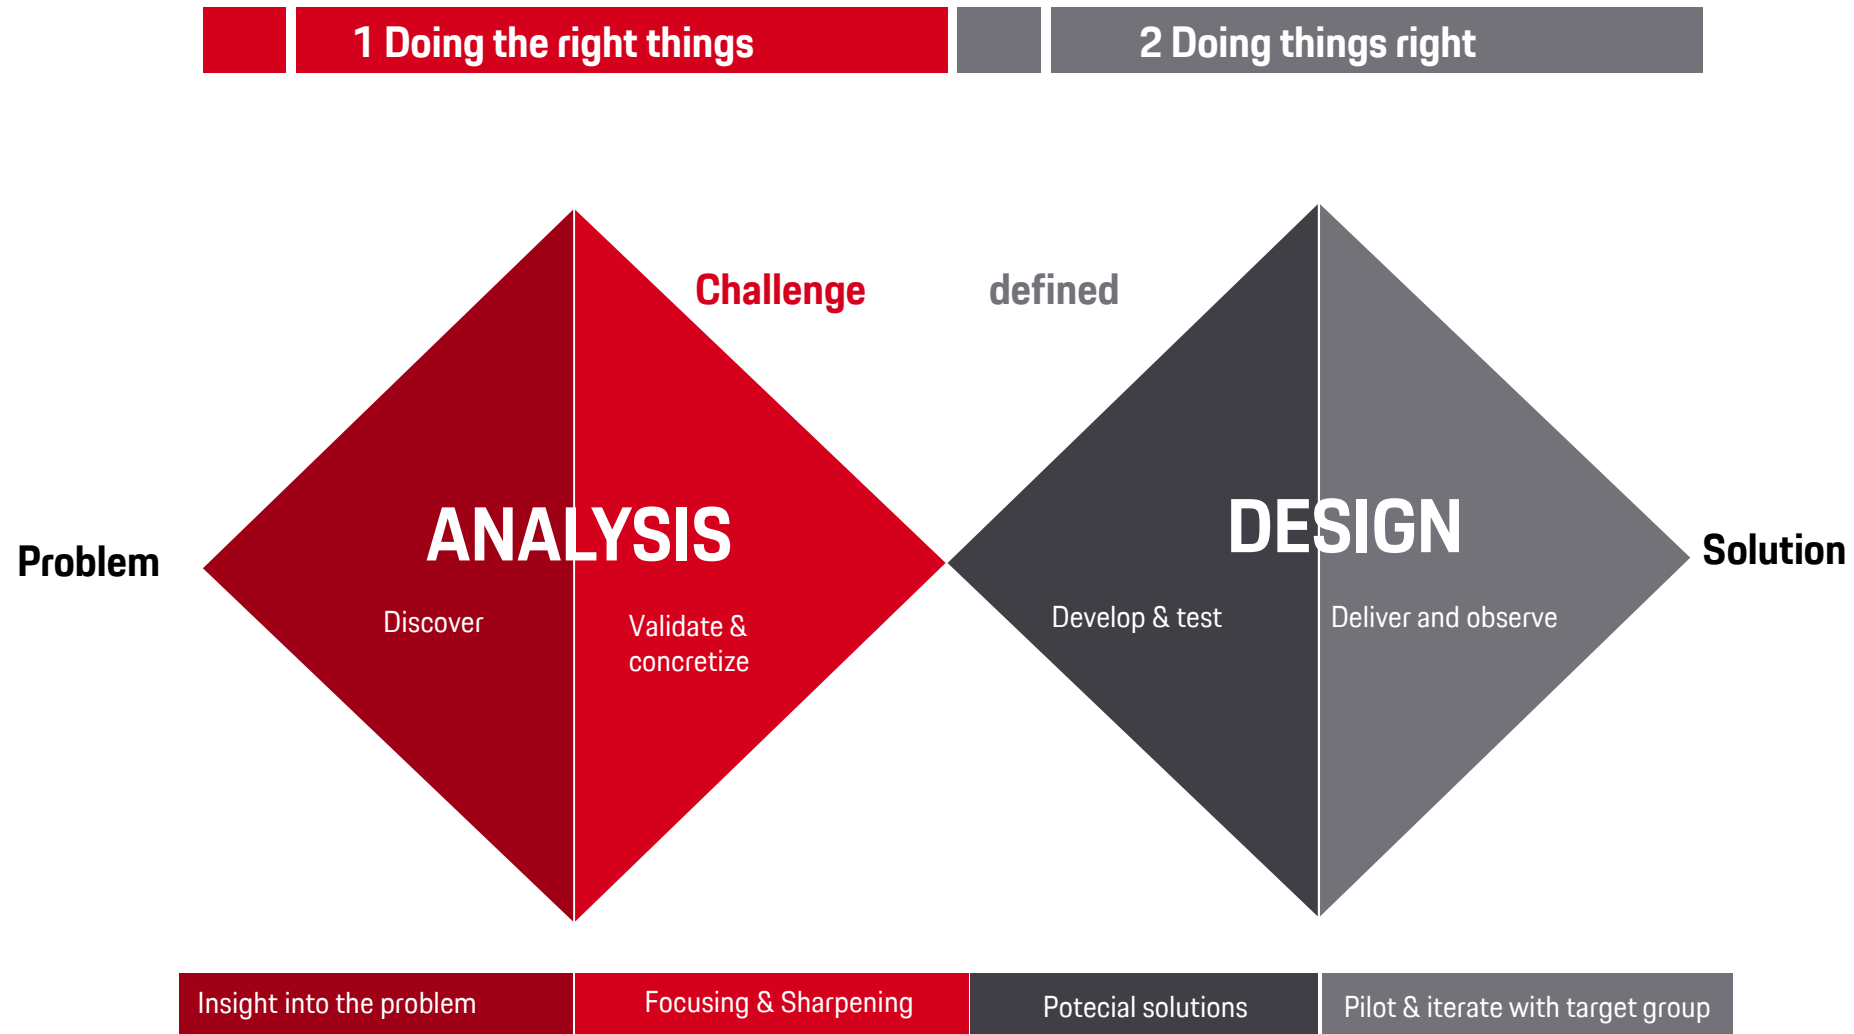 1 Doing the right things
2 Doing things right
Challenge defined
Problem
ANALYSIS
Discover
Validate &
concretize
DESIGN
Develop & test
Deliver and observe
Solution
Insight into the problem
Focusing & Sharpening
Potecial solutions
Pilot & iterate with target group